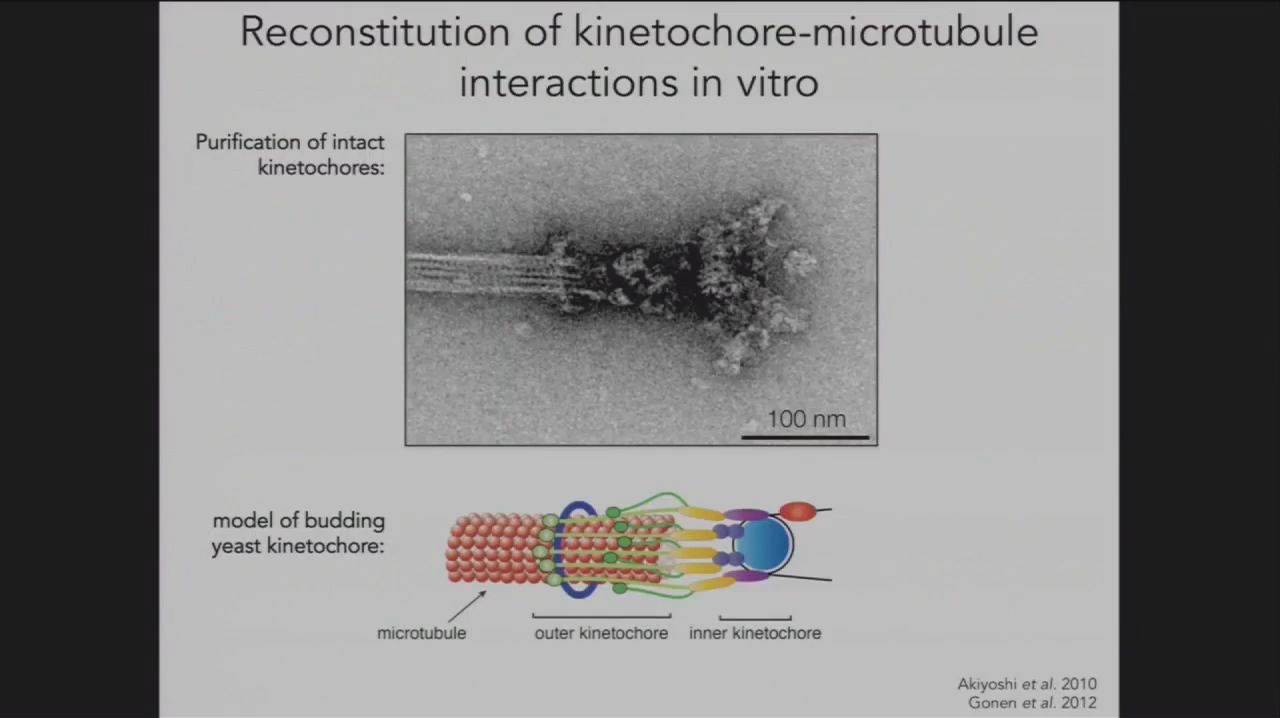 Reconstitution of kinetochore-microtubule
interactions in vitro
Purification of intact
kinetochores:
100 nm
model of budding
yeast kinetochore:
microtubule
outer kinetochore
inner kinetochore
Akiyoshi et al. 2010
Gonen et al. 2012